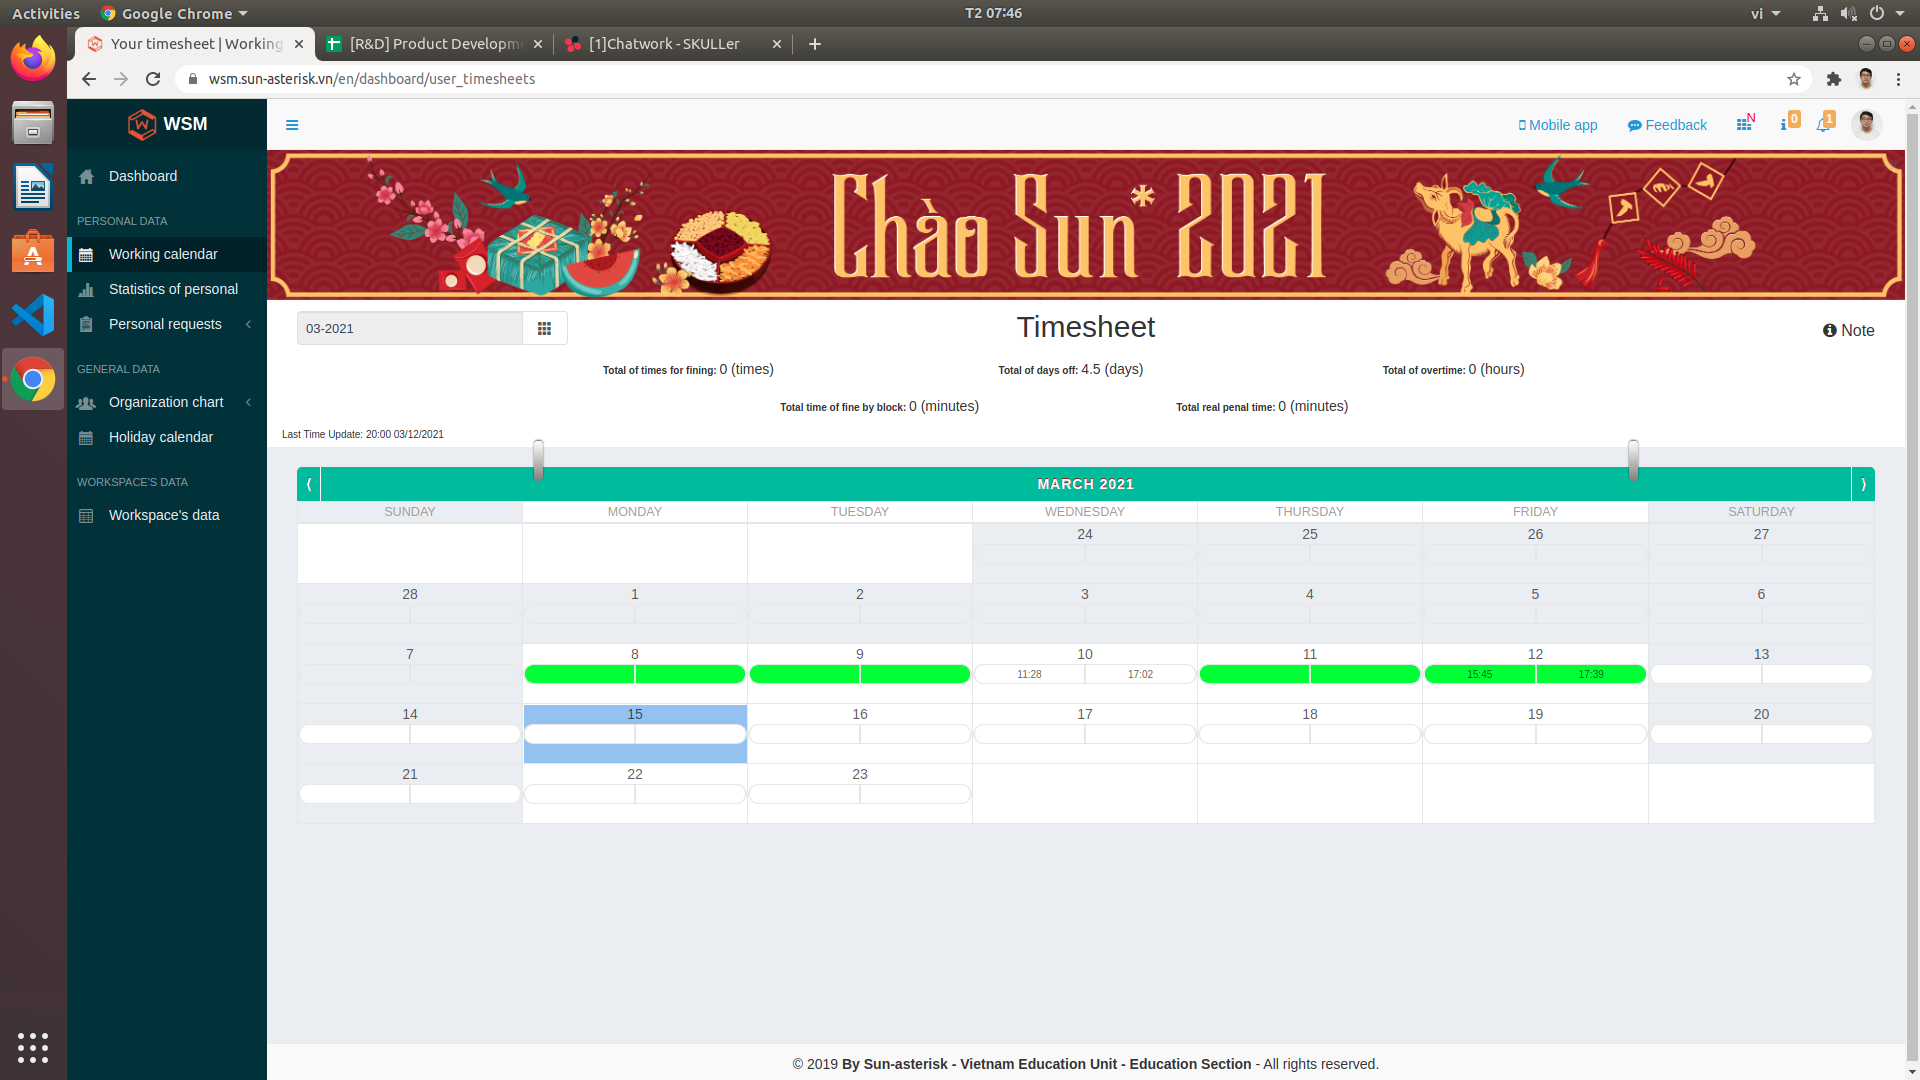 Activities
Google Chrome
T2 07:46
vi
Your timesheet | Working
[R&D] Product Developme
[1]Chatwork - SKULLer
wsm.sun-asterisk.vn/en/dashboard/user_timesheets
WSM
Mobile app
Feedback
N
0
1
Dashboard
PERSONAL DATA
Working calendar
Statistics of personal
Personal requests
GENERAL DATA
Organization chart
Holiday calendar
WORKSPACE'S DATA
Workspace's data
Chào Sun* 2021
03-2021
Timesheet
Note
Total of times for fining: 0 (times)
Total of days off: 4.5 (days)
Total of overtime: 0 (hours)
Total time of fine by block: 0 (minutes)
Total real penal time: 0 (minutes)
Last Time Update: 20:00 03/12/2021
⟨ MARCH 2021 ⟩
SUNDAY MONDAY TUESDAY WEDNESDAY THURSDAY FRIDAY SATURDAY
24 25 26 27
28 1 2 3 4 5 6
7 8 9 10 11 12 13
11:28 17:02 15:45 17:39
14 15 16 17 18 19 20
21 22 23
© 2019 By Sun-asterisk - Vietnam Education Unit - Education Section - All rights reserved.